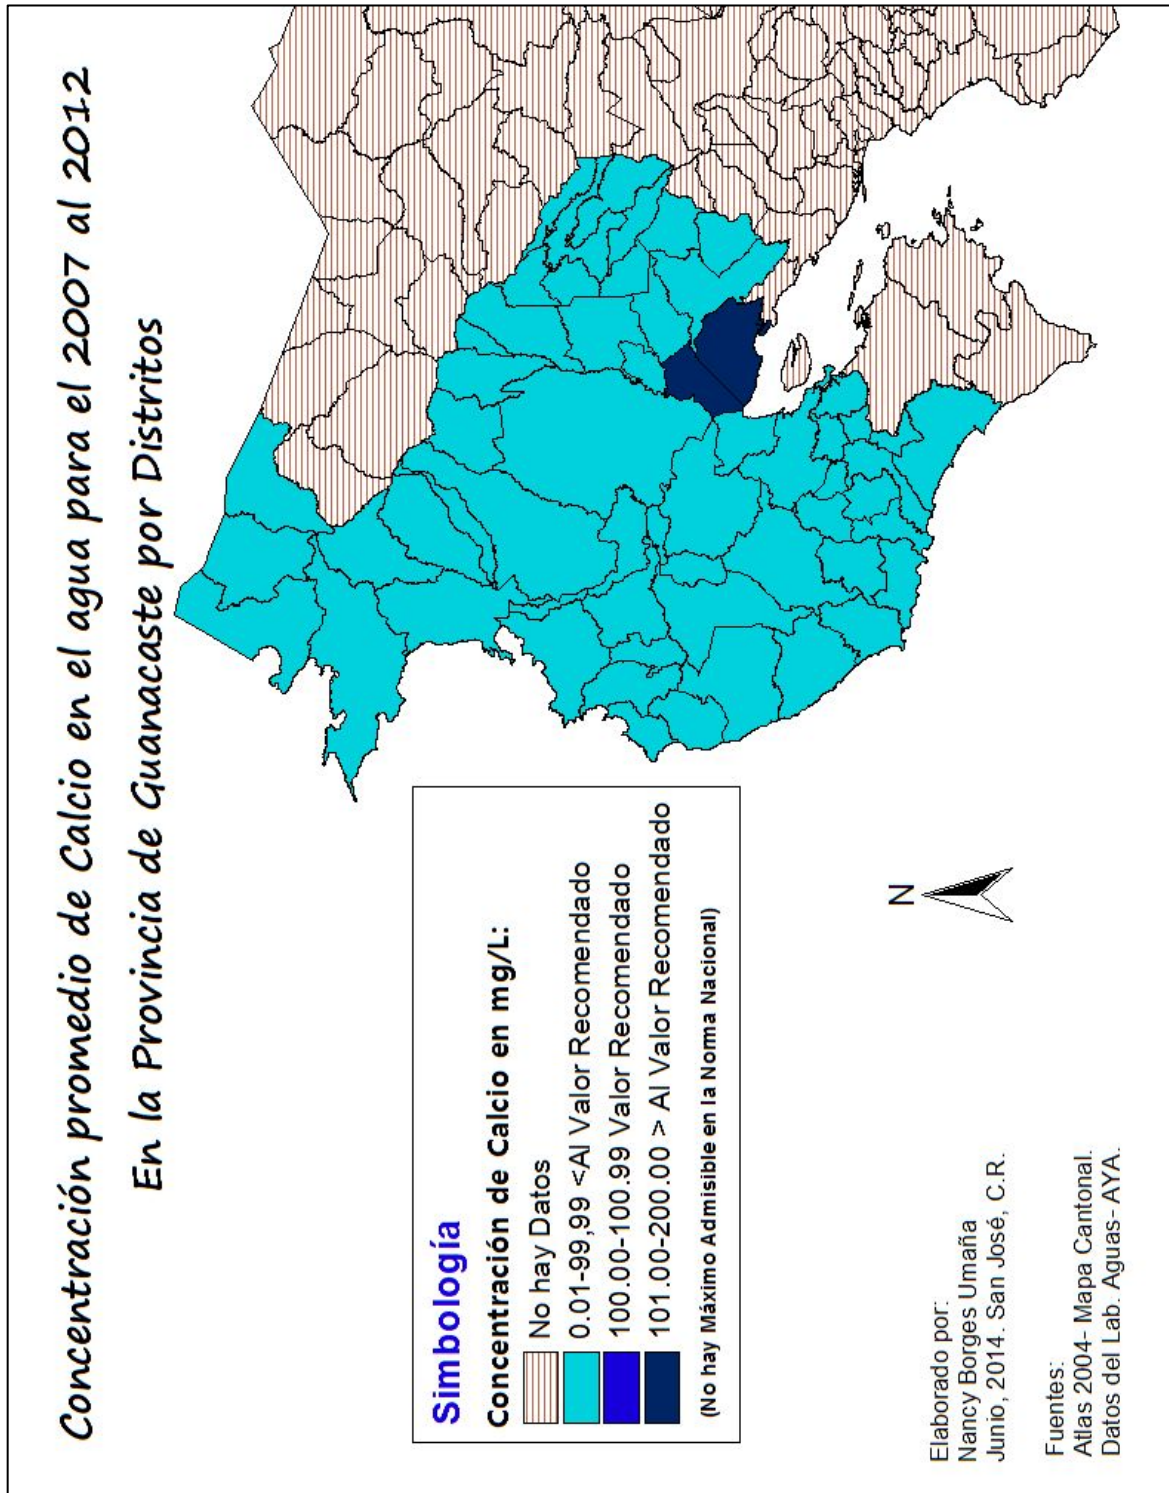 Concentración promedio de Calcio en el agua para el 2007 al 2012
En la Provincia de Guanacaste por Distritos
Simbología
Concentración de Calcio en mg/L:
No hay Datos
0.01-99,99 <Al Valor Recomendado
100.00-100.99 Valor Recomendado
101.00-200.00 > Al Valor Recomendado
(No hay Máximo Admisible en la Norma Nacional)
N
Elaborado por:
Nancy Borges Umaña
Junio, 2014. San José, C.R.
Fuentes:
Atlas 2004- Mapa Cantonal.
Datos del Lab. Aguas- AYA.